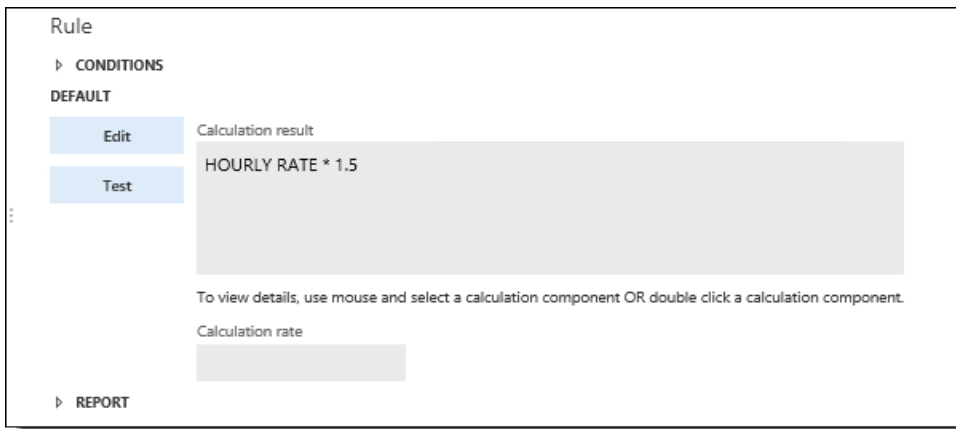 Rule
CONDITIONS
DEFAULT
Edit
Calculation result
HOURLY RATE * 1.5
Test
To view details, use mouse and select a calculation component OR double click a calculation component.
Calculation rate
REPORT